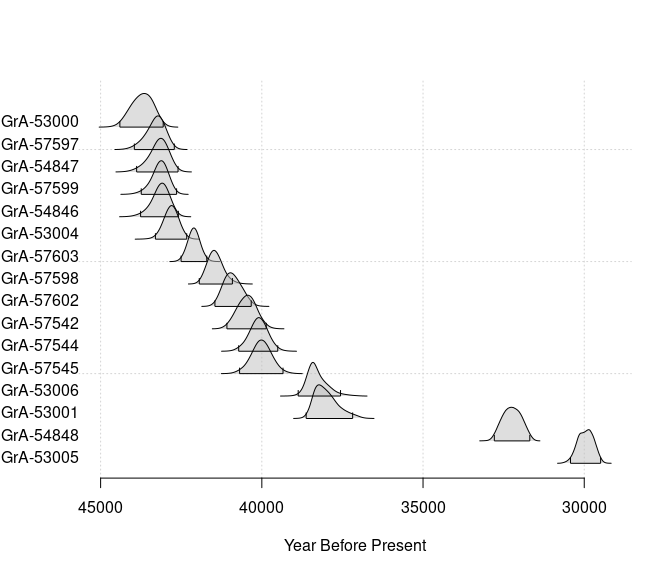 GrA-53000
GrA-57597
GrA-54847
GrA-57599
GrA-54846
GrA-53004
GrA-57603
GrA-57598
GrA-57602
GrA-57542
GrA-57544
GrA-57545
GrA-53006
GrA-53001
GrA-54848
GrA-53005
45000 40000 35000 30000
Year Before Present